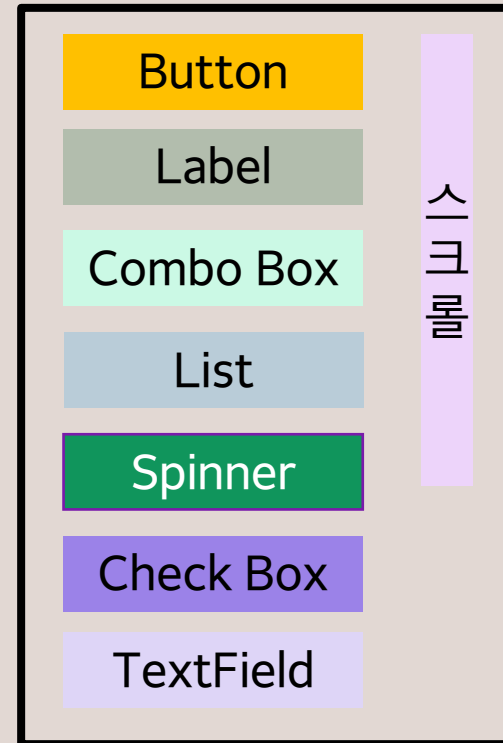 Button
Label
Combo Box
List
Spinner
Check Box
TextField
스크롤